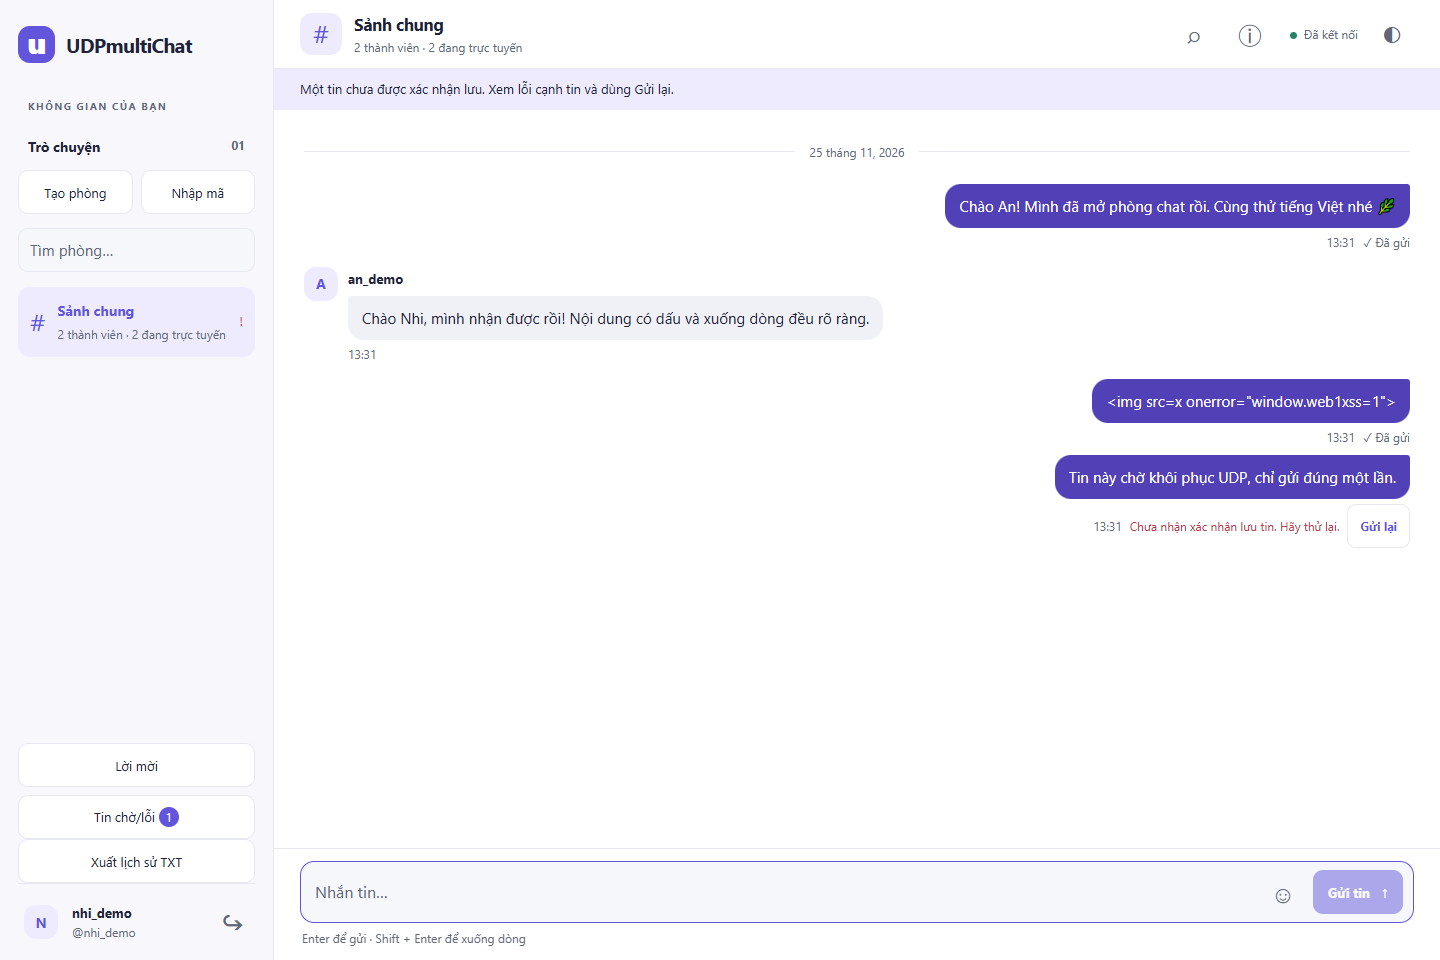 u UDPmultiChat
KHÔNG GIAN CỦA BẠN
Trò chuyện 01
Tạo phòng Nhập mã
Tìm phòng...
# Sảnh chung
2 thành viên · 2 đang trực tuyến !
Lời mời
Tin chờ/lỗi 1
Xuất lịch sử TXT
N nhi_demo
@nhi_demo
# Sảnh chung
2 thành viên · 2 đang trực tuyến
Đã kết nối
Một tin chưa được xác nhận lưu. Xem lỗi cạnh tin và dùng Gửi lại.
25 tháng 11, 2026
Chào An! Mình đã mở phòng chat rồi. Cùng thử tiếng Việt nhé 🌿
13:31 ✓ Đã gửi
A an_demo
Chào Nhi, mình nhận được rồi! Nội dung có dấu và xuống dòng đều rõ ràng.
13:31
<img src=x onerror="window.web1xss=1">
13:31 ✓ Đã gửi
Tin này chờ khôi phục UDP, chỉ gửi đúng một lần.
13:31 Chưa nhận xác nhận lưu tin. Hãy thử lại. Gửi lại
Nhắn tin...
Gửi tin ↑
Enter để gửi · Shift + Enter để xuống dòng